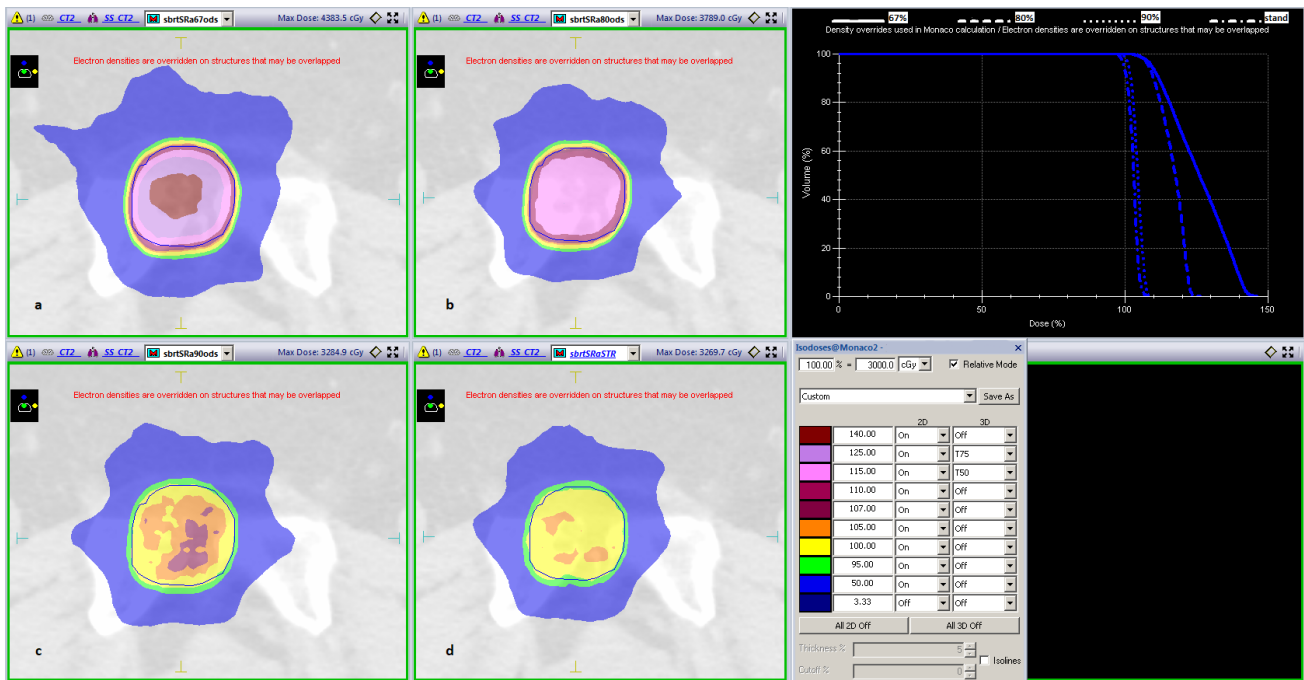 (1) CT2 SS_CT2 sbrtSRa67ods Max Dose: 4383.5 cGy
Electron densities are overridden on structures that may be overlapped
a
(1) CT2 SS_CT2 sbrtSRa80ods Max Dose: 3789.0 cGy
Electron densities are overridden on structures that may be overlapped
b
67% 80% 90% stand
Density overrides used in Monaco calculation / Electron densities are overridden on structures that may be overlapped
Volume (%)
100
80
60
40
20
0
0 50 100 150
Dose (%)
(1) CT2 SS_CT2 sbrtSRa90ods Max Dose: 3284.9 cGy
Electron densities are overridden on structures that may be overlapped
c
(1) CT2 SS_CT2 sbrtSRaSTR Max Dose: 3269.7 cGy
Electron densities are overridden on structures that may be overlapped
d
Isodoses@Monaco2 - ×
100.00 % = 3000.0 cGy Relative Mode
Custom Save As
2D 3D
140.00 On Off
125.00 On T75
115.00 On T50
110.00 On Off
107.00 On Off
105.00 On Off
100.00 On Off
95.00 On Off
50.00 On Off
3.33 Off Off
All 2D Off All 3D Off
Thickness % 5
Isolines
Cutoff % 0